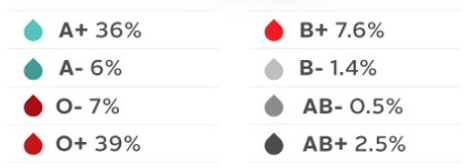 A+ 36%
A- 6%
O- 7%
O+ 39%
B+ 7.6%
B- 1.4%
AB- 0.5%
AB+ 2.5%